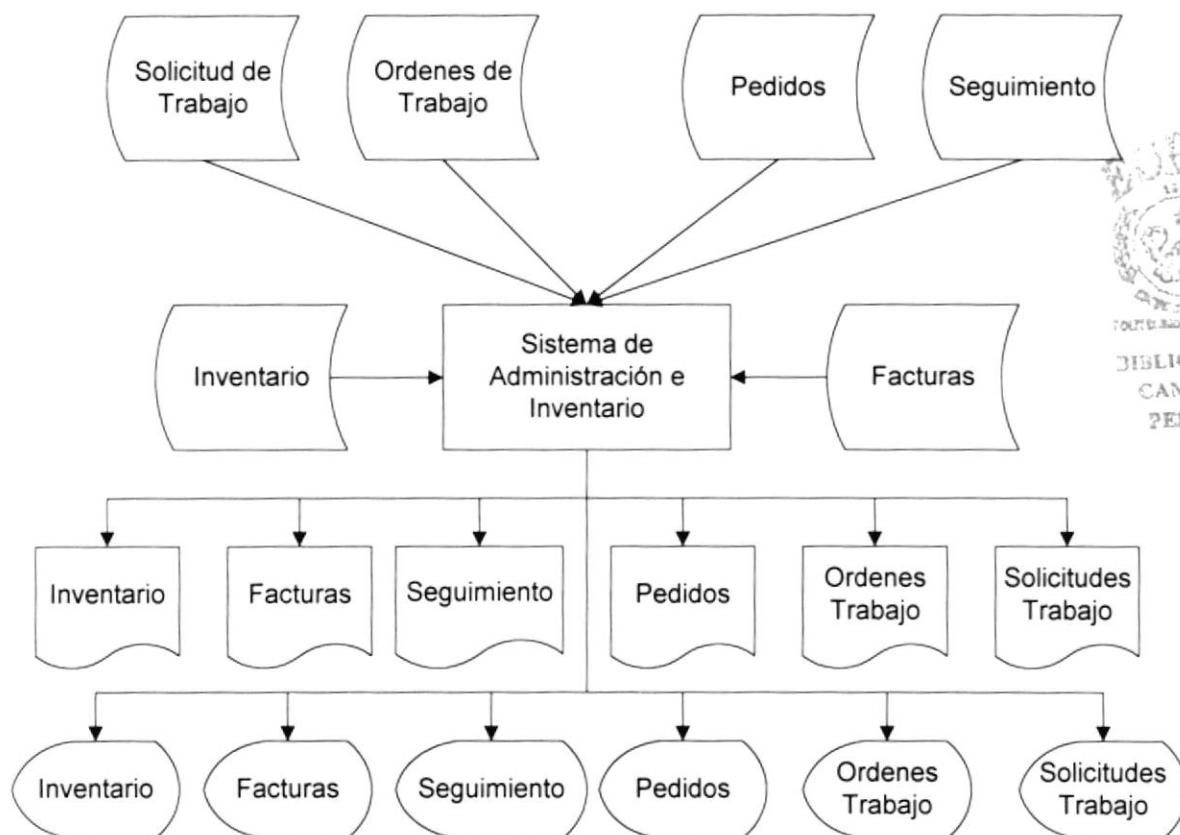 Solicitud de
Trabajo
Ordenes de
Trabajo
Pedidos
Seguimiento
Inventario
Sistema de
Administración e
Inventario
Facturas
Inventario
Facturas
Seguimiento
Pedidos
Ordenes
Trabajo
Solicitudes
Trabajo
Inventario
Facturas
Seguimiento
Pedidos
Ordenes
Trabajo
Solicitudes
Trabajo